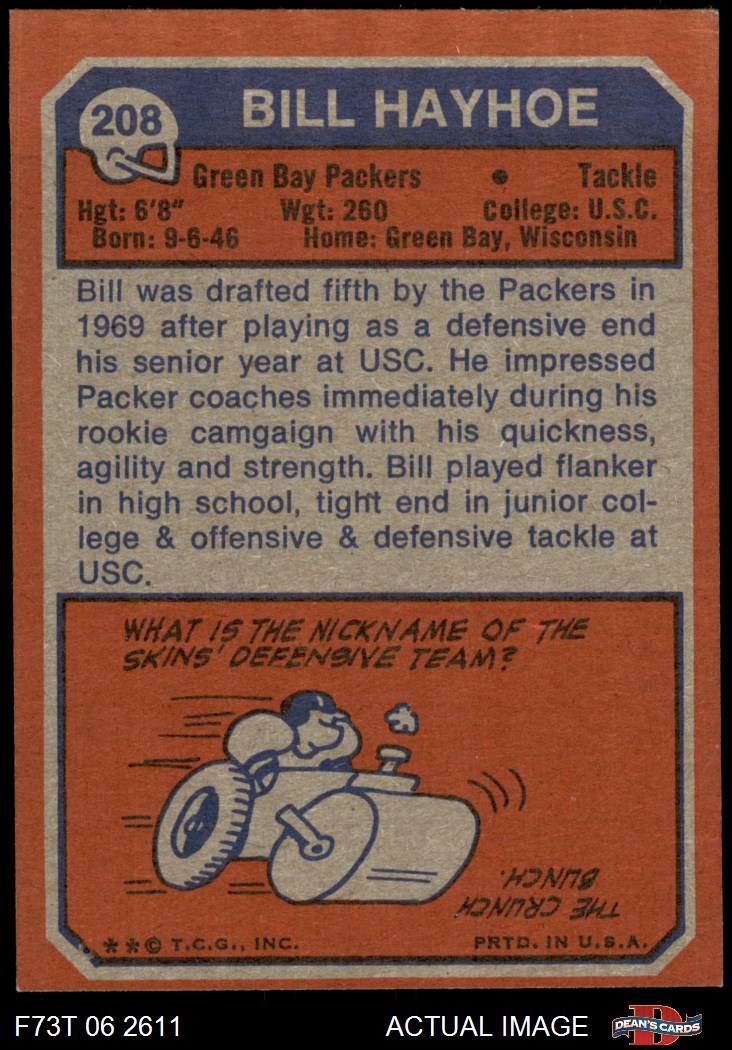 208
BILL HAYHOE
Green Bay Packers • Tackle
Hgt: 6'8" Wgt: 260 College: U.S.C.
Born: 9-6-46 Home: Green Bay, Wisconsin
Bill was drafted fifth by the Packers in
1969 after playing as a defensive end
his senior year at USC. He impressed
Packer coaches immediately during his
rookie camgaign with his quickness,
agility and strength. Bill played flanker
in high school, tight end in junior col-
lege & offensive & defensive tackle at
USC.
WHAT IS THE NICKNAME OF THE
SKINS' DEFENSIVE TEAM?
THE CRUNCH
BUNCH.
**© T.C.G., INC. PRTD. IN U.S.A.
F73T 06 2611 ACTUAL IMAGE
D
DEAN'S CARDS